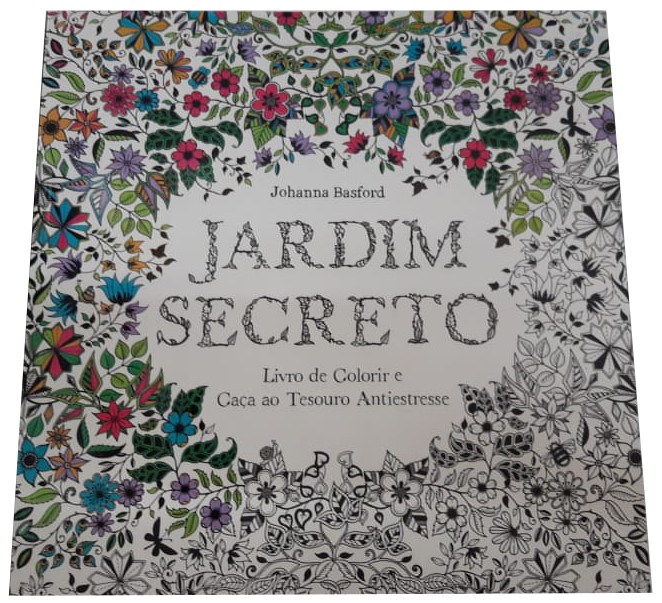 Johanna Basford
JARDIM
SECRETO
Livro de Colorir e
Caça ao Tesouro Antiestresse